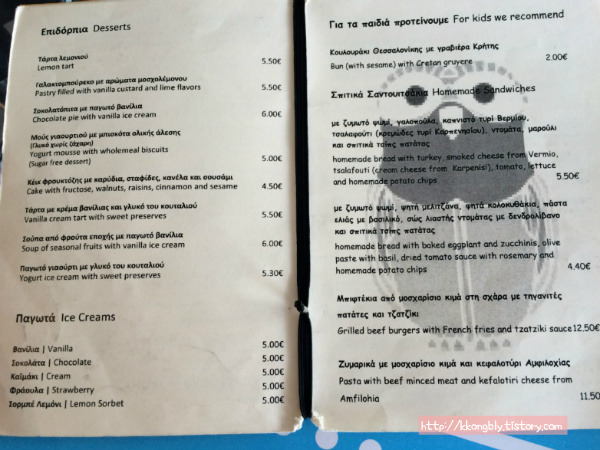 Επιδόρπια Desserts
Τάρτα λεμονιού
Lemon tart 5.50€
Γαλακτομπούρεκο με αρώματα μοσχολέμονου
Pastry filled with vanilla custard and lime flavors 5.50€
Σοκολατόπιτα με παγωτό βανίλια
Chocolate pie with vanilla ice cream 6.00€
Μούς γιαουρτιού με μπισκότα ολικής άλεσης
(Γλυκό χωρίς ζάχαρη)
Yogurt mousse with wholemeal biscuits 5.00€
(Sugar free dessert)
Κέικ φρουκτόζης με καρύδια, σταφίδες, κανέλα και σουσάμι
Cake with fructose, walnuts, raisins, cinnamon and sesame 4.50€
Τάρτα με κρέμα βανίλιας και γλυκό του κουταλιού
Vanilla cream tart with sweet preserves 5.50€
Σούπα από φρούτα εποχής με παγωτό βανίλια
Soup of seasonal fruits with vanilla ice cream 6.00€
Παγωτό γιαούρτι με γλυκό του κουταλιού
Yogurt ice cream with sweet preserves 5.30€
Παγωτά Ice Creams
Βανίλια | Vanilla 5.00€
Σοκολάτα | Chocolate 5.00€
Καϊμάκι | Cream 5.00€
Φράουλα | Strawberry 5.00€
Σορμπέ Λεμόνι | Lemon Sorbet 5.00€
Για τα παιδιά προτείνουμε For kids we recommend
Κουλουράκι Θεσσαλονίκης με γραβιέρα Κρήτης
Bun (with sesame) with Cretan gruyere 2.00€
Σπιτικά Σαντουιτσάκια Homemade Sandwiches
με ζυμωτό ψωμί, γαλοπούλα, καπνιστό τυρί Βερμίου,
τσαλαφούτι (κρεμώδες τυρί Καρπενησίου), ντομάτα, μαρούλι
και σπιτικά τσίπς πατάτας
homemade bread with turkey, smoked cheese from Vermio,
tsalafouti (cream cheese from Karpenisi), tomato, lettuce
and homemade potato chips 5.50€
με ζυμωτό ψωμί, ψητή μελιτζάνα, ψητά κολοκυθάκια, πάστα
ελιάς με βασιλικό, σώς λιαστής ντομάτας με δενδρολίβανο
και σπιτικά τσίπς πατάτας
homemade bread with baked eggplant and zucchinis, olive
paste with basil, dried tomato sauce with rosemary and
homemade potato chips 4,40€
Μπιφτέκια από μοσχαρίσιο κιμά στη σχάρα με τηγανιτές
πατάτες και τζατζίκι
Grilled beef burgers with French fries and tzatziki sauce 12,50€
Ζυμαρικά με μοσχαρίσιο κιμά και κεφαλοτύρι Αμφιλοχίας
Pasta with beef minced meat and kefalotiri cheese from
Amfilohia 11.50
http://kkongbly.tistory.com